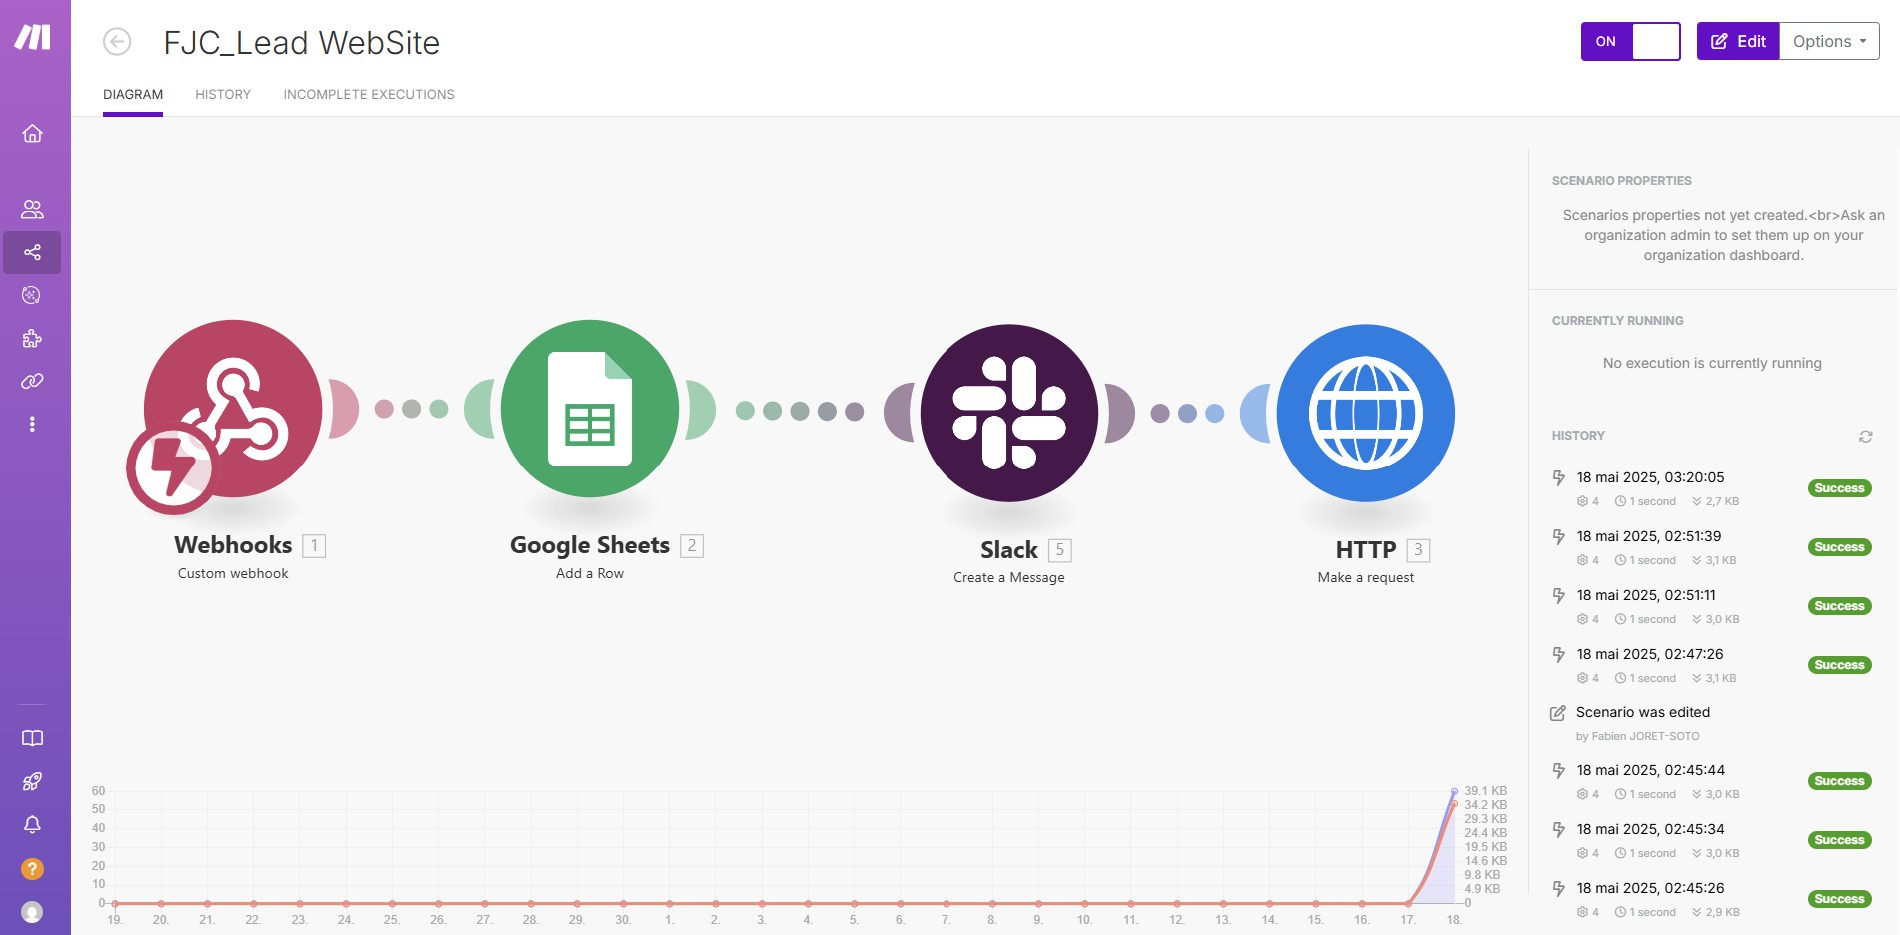 FJC_Lead WebSite
ON
Edit
Options
DIAGRAM
HISTORY
INCOMPLETE EXECUTIONS
Webhooks 1
Custom webhook
Google Sheets 2
Add a Row
Slack 5
Create a Message
HTTP 3
Make a request
SCENARIO PROPERTIES
Scenarios properties not yet created.<br>Ask an
organization admin to set them up on your
organization dashboard.
CURRENTLY RUNNING
No execution is currently running
HISTORY
18 mai 2025, 03:20:05
4 1 second 2,7 KB
Success
18 mai 2025, 02:51:39
4 1 second 3,1 KB
Success
18 mai 2025, 02:51:11
4 1 second 3,0 KB
Success
18 mai 2025, 02:47:26
4 1 second 3,1 KB
Success
Scenario was edited
by Fabien JORET-SOTO
18 mai 2025, 02:45:44
4 1 second 3,0 KB
Success
18 mai 2025, 02:45:34
4 1 second 3,0 KB
Success
18 mai 2025, 02:45:26
4 1 second 2,9 KB
Success
60
50
40
30
20
10
0
39.1 KB
34.2 KB
29.3 KB
24.4 KB
19.5 KB
14.6 KB
9.8 KB
4.9 KB
0
19. 20. 21. 22. 23. 24. 25. 26. 27. 28. 29. 30. 1. 2. 3. 4. 5. 6. 7. 8. 9. 10. 11. 12. 13. 14. 15. 16. 17. 18.
?